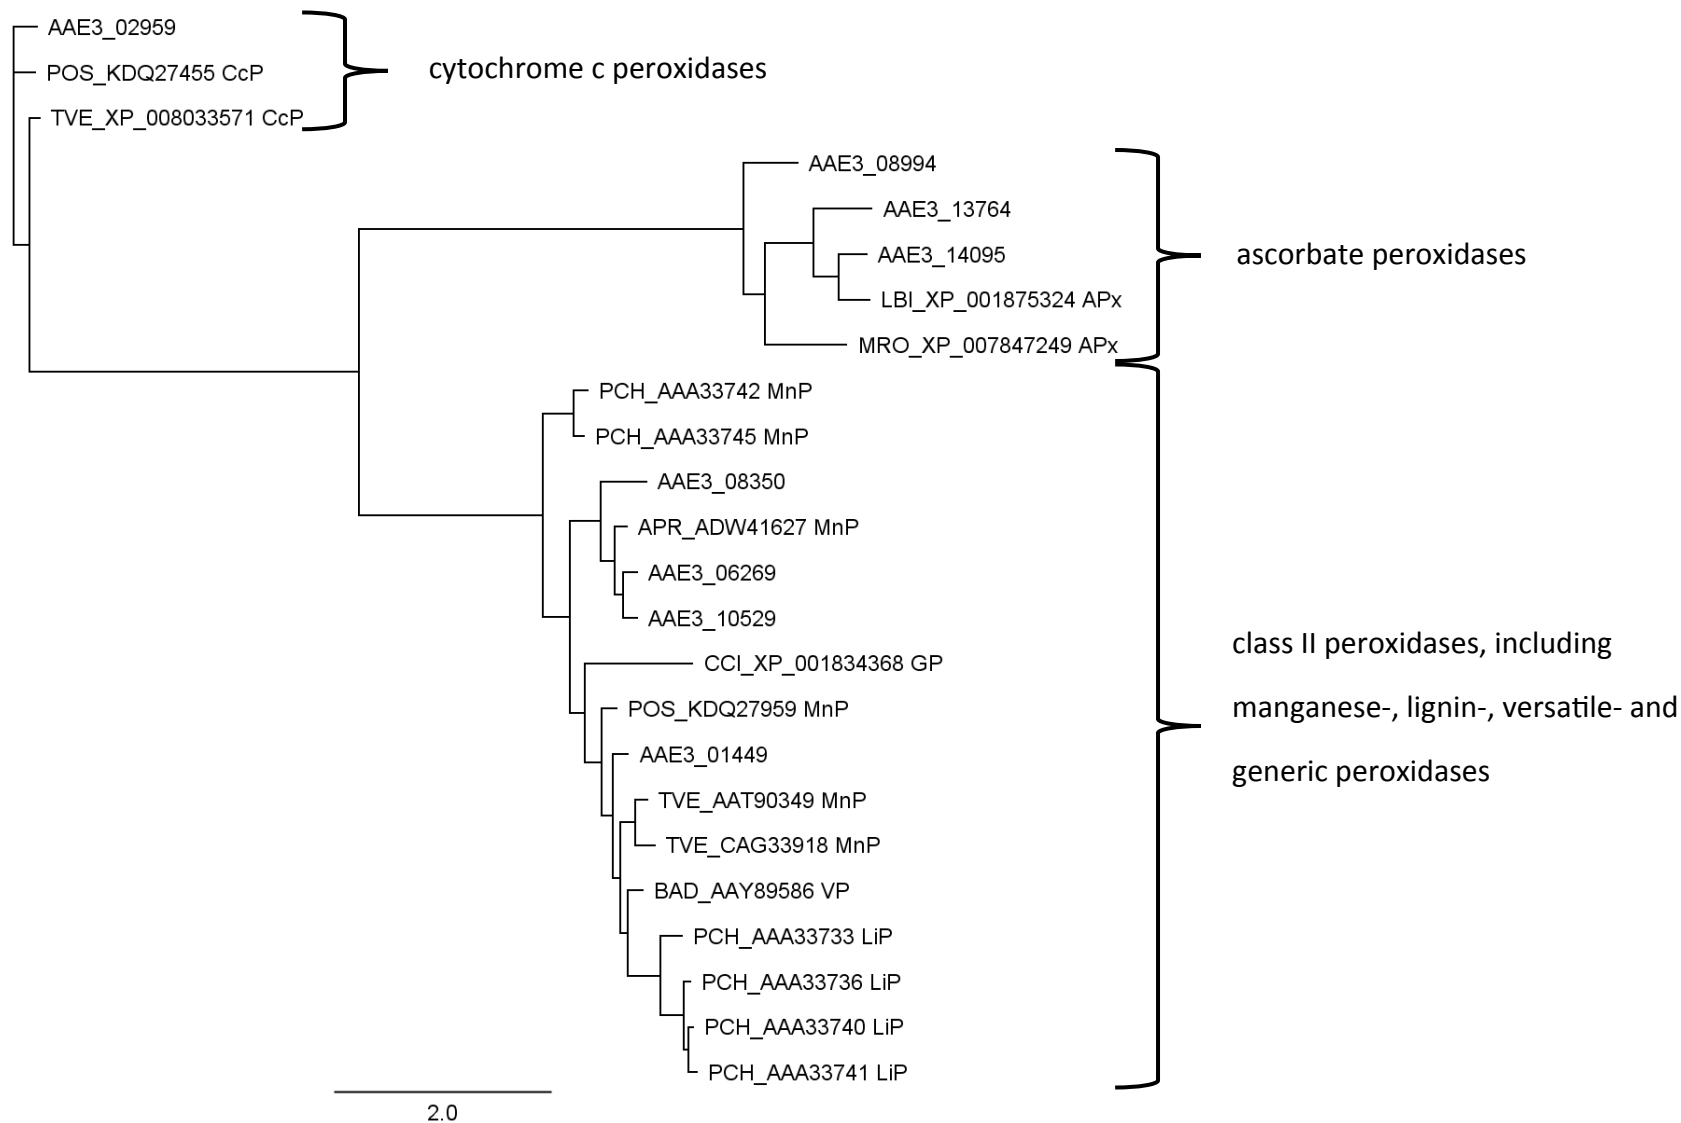 AAE3_02959
POS_KDQ27455 CcP
TVE_XP_008033571 CcP
cytochrome c peroxidases
AAE3_08994
AAE3_13764
AAE3_14095
LBI_XP_001875324 APx
MRO_XP_007847249 APx
ascorbate peroxidases
PCH_AAA33742 MnP
PCH_AAA33745 MnP
AAE3_08350
APR_ADW41627 MnP
AAE3_06269
AAE3_10529
CCI_XP_001834368 GP
POS_KDQ27959 MnP
AAE3_01449
TVE_AAT90349 MnP
TVE_CAG33918 MnP
BAD_AAY89586 VP
PCH_AAA33733 LiP
PCH_AAA33736 LiP
PCH_AAA33740 LiP
PCH_AAA33741 LiP
class II peroxidases, including
manganese-, lignin-, versatile- and
generic peroxidases
2.0